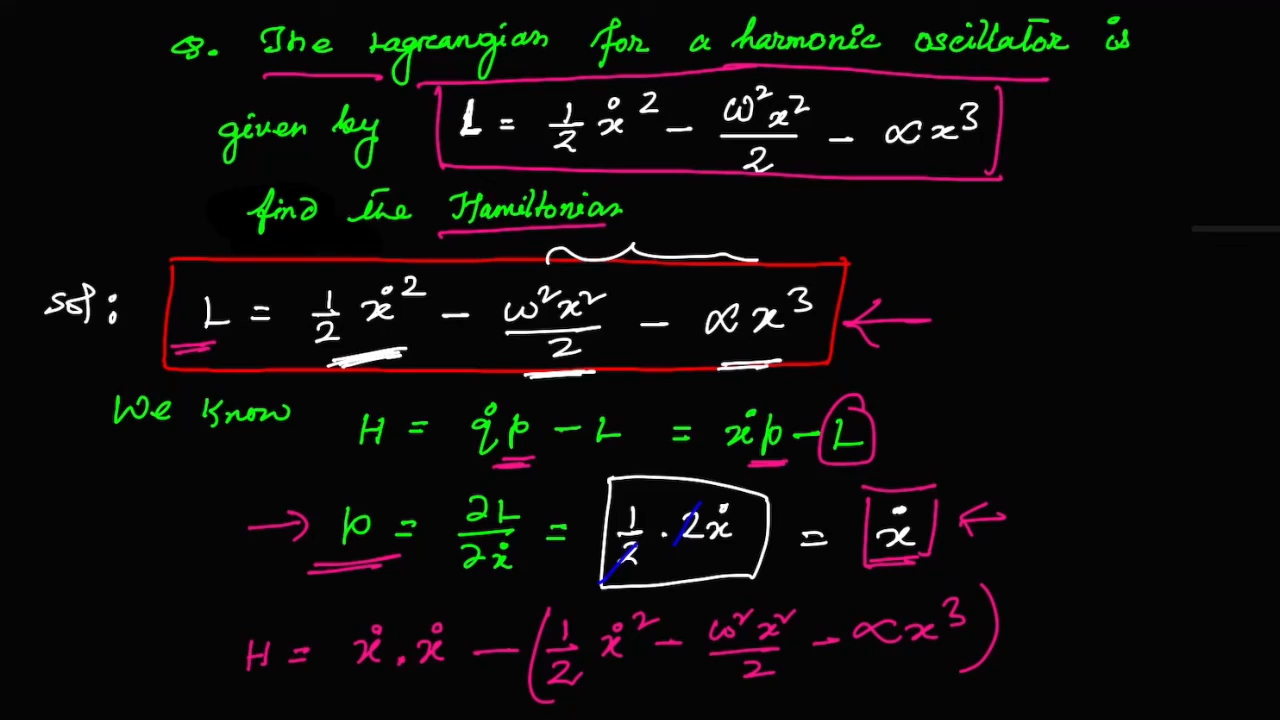 Q. The Lagrangian for a harmonic oscillator is
given by L = 1/2 ẋ² - ω²x²/2 - αx³
find the Hamiltonian
Sol: L = 1/2 ẋ² - ω²x²/2 - αx³
We Know H = q̇p - L = ẋp - L
→ p = ∂L/∂ẋ = 1/2 . 2ẋ = ẋ ←
H = ẋ . ẋ - (1/2 ẋ² - ω²x²/2 - αx³)